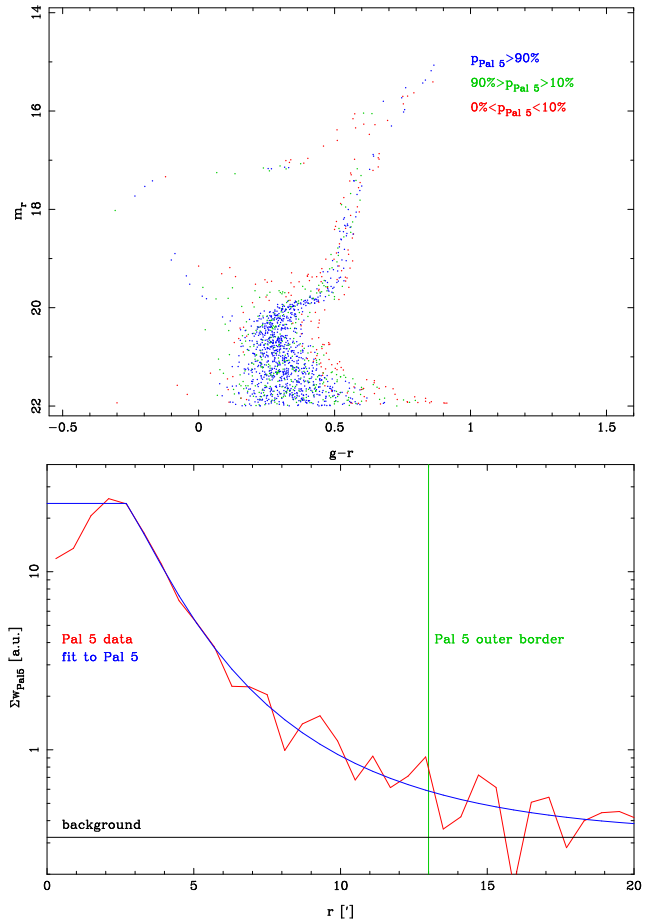 14
p_Pal 5>90%
90%>p_Pal 5>10%
0%<p_Pal 5<10%
16
m_r
18
20
22
−0.5 0 0.5 1 1.5
g−r
Pal 5 data
fit to Pal 5
Pal 5 outer border
10
Σw_Pal5 [a.u.]
1
background
0 5 10 15 20
r [']